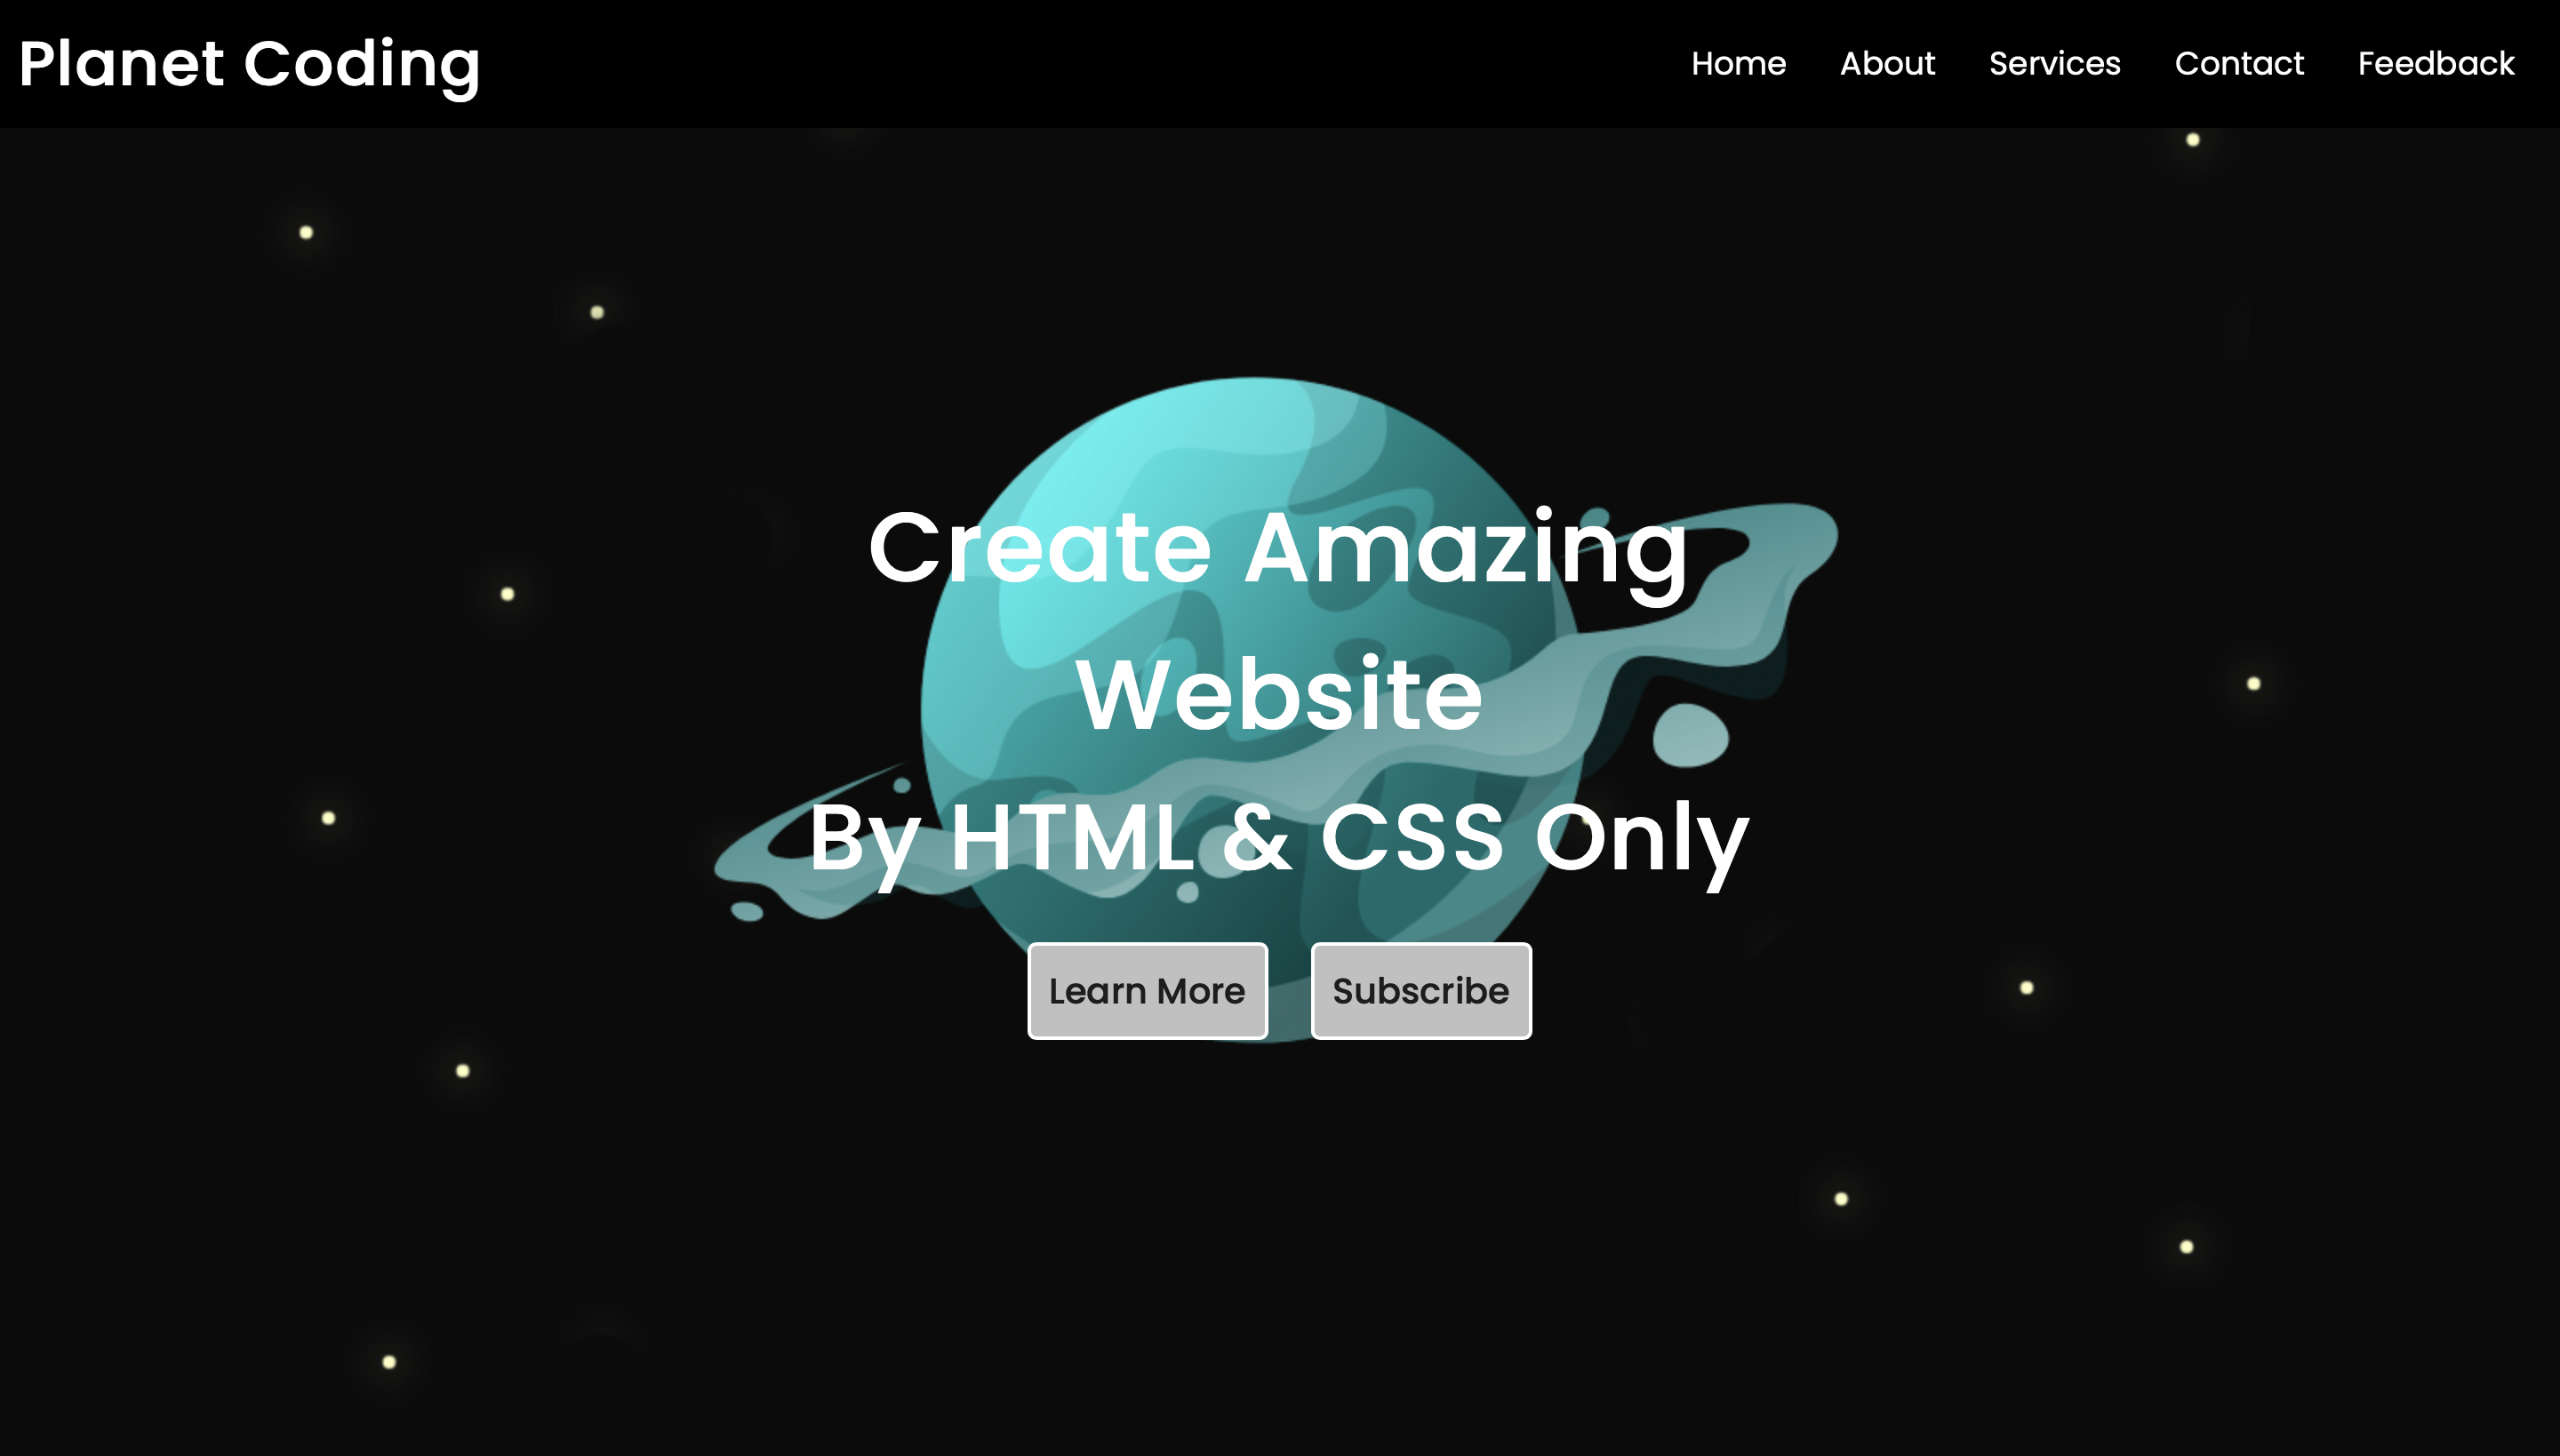 Planet Coding
Home About Services Contact Feedback
Create Amazing
Website
By HTML & CSS Only
Learn More Subscribe